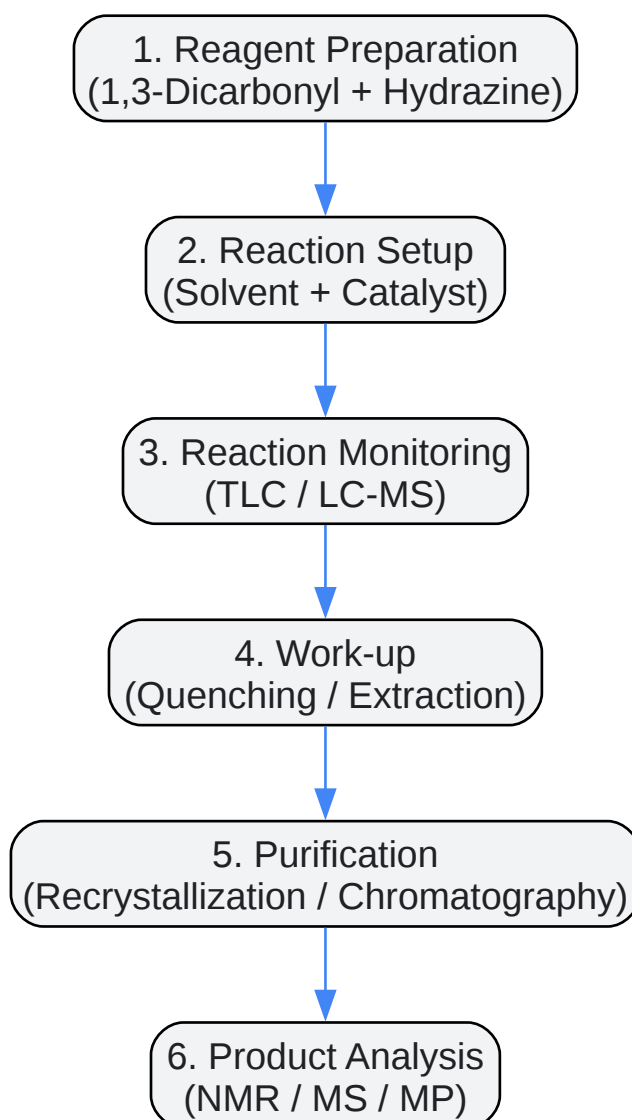 1. Reagent Preparation
(1,3-Dicarbonyl + Hydrazine)
2. Reaction Setup
(Solvent + Catalyst)
3. Reaction Monitoring
(TLC / LC-MS)
4. Work-up
(Quenching / Extraction)
5. Purification
(Recrystallization / Chromatography)
6. Product Analysis
(NMR / MS / MP)